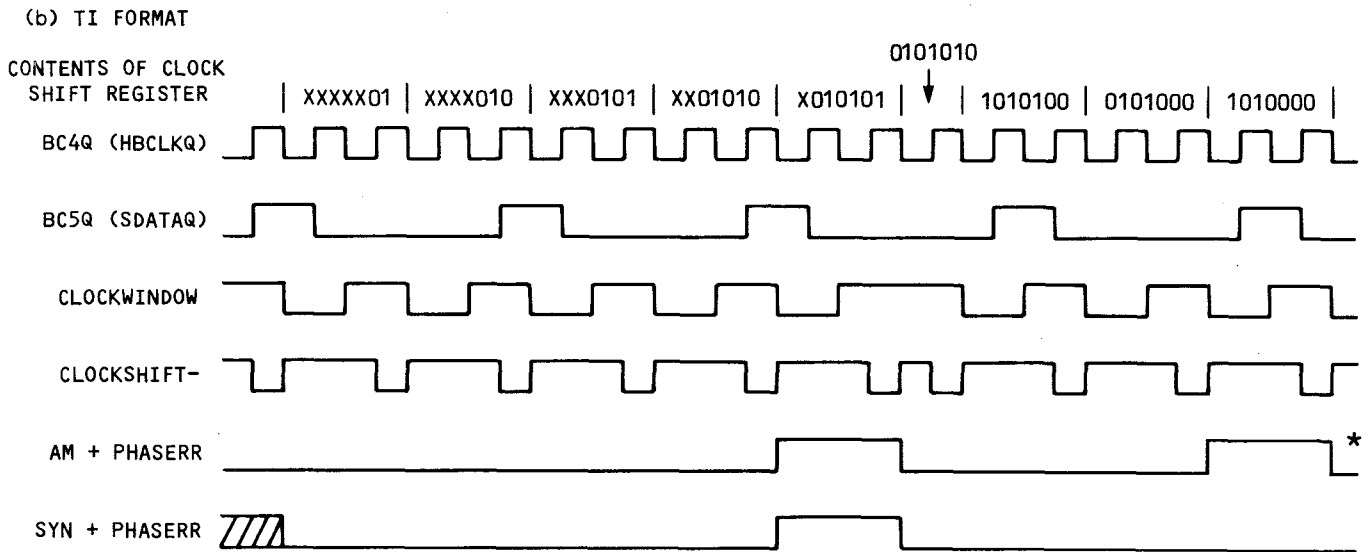 (b) TI FORMAT
0101010
CONTENTS OF CLOCK
SHIFT REGISTER | XXXXX01 | XXXX010 | XXX0101 | XX01010 | X010101 | | 1010100 | 0101000 | 1010000 |
BC4Q (HBCLKQ)
BC5Q (SDATAQ)
CLOCKWINDOW
CLOCKSHIFT-
AM + PHASERR *
SYN + PHASERR